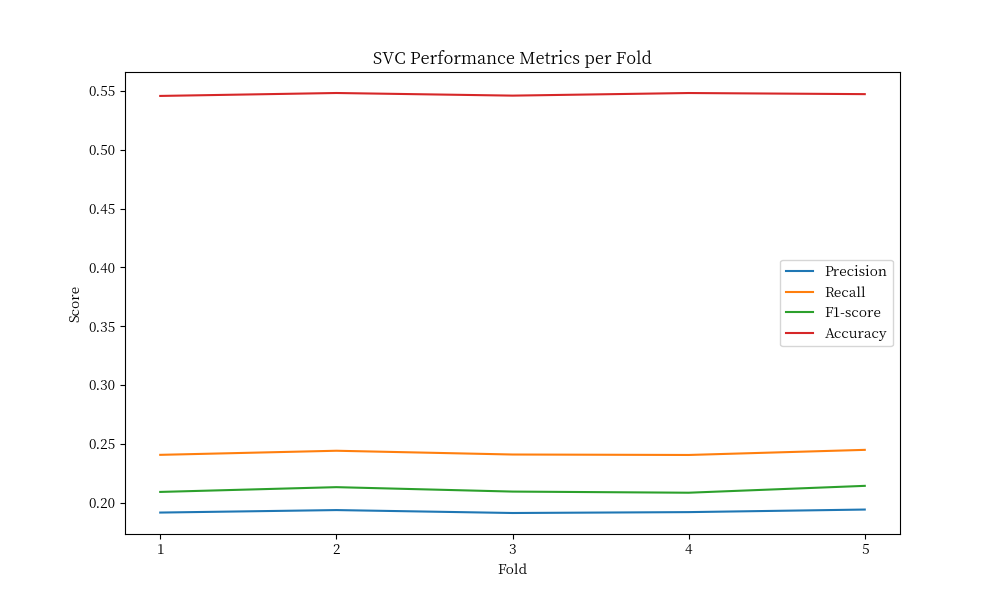 SVC Performance Metrics per Fold
Score
0.55
0.50
0.45
0.40
0.35
0.30
0.25
0.20
Precision
Recall
F1-score
Accuracy
1 2 3 4 5
Fold